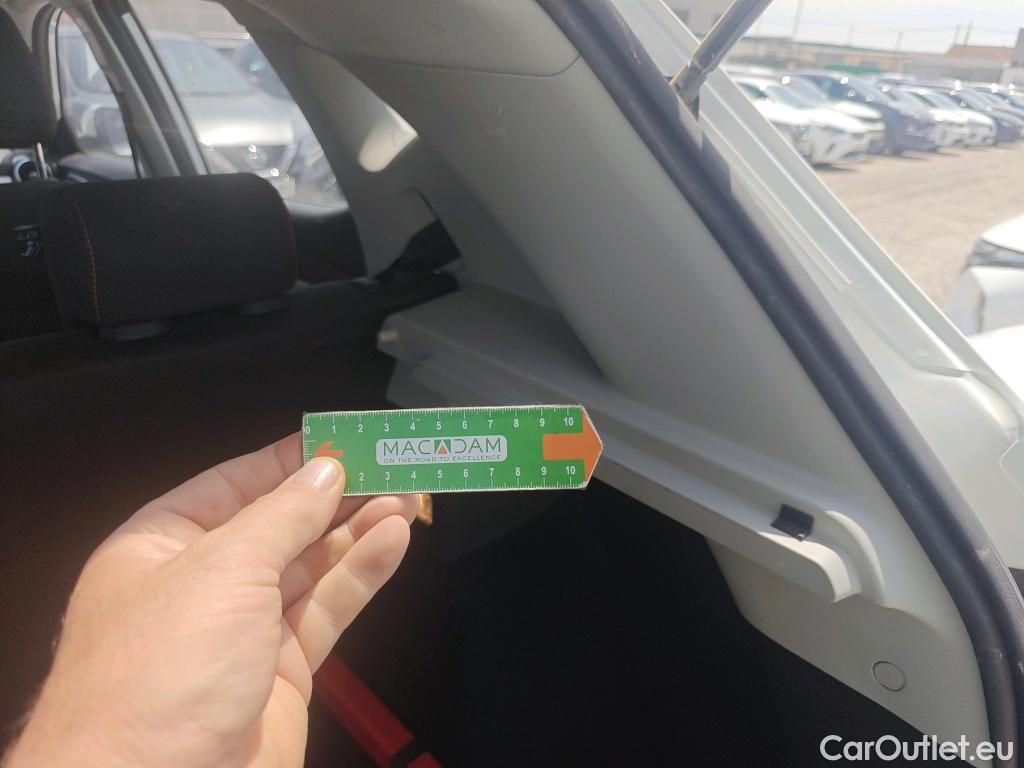 0 1 2 3 4 5 6 7 8 9 10
MACADAM
ON THE ROAD TO EXCELLENCE
2 3 4 5 6 7 8 9 10
CarOutlet.eu